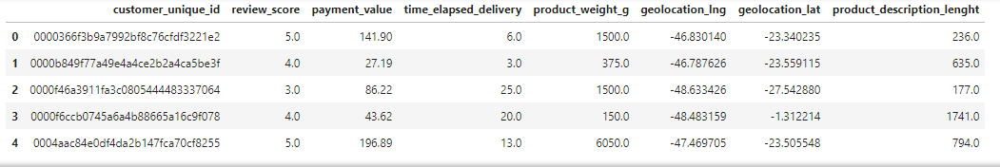 customer_unique_id review_score payment_value time_elapsed_delivery product_weight_g geolocation_lng geolocation_lat product_description_lenght
0 0000366f3b9a7992bf8c76cfdf3221e2 5.0 141.90 6.0 1500.0 -46.830140 -23.340235 236.0
1 0000b849f77a49e4a4ce2b2a4ca5be3f 4.0 27.19 3.0 375.0 -46.787626 -23.559115 635.0
2 0000f46a3911fa3c0805444483337064 3.0 86.22 25.0 1500.0 -48.633426 -27.542880 177.0
3 0000f6ccb0745a6a4b88665a16c9f078 4.0 43.62 20.0 150.0 -48.483159 -1.312214 1741.0
4 0004aac84e0df4da2b147fca70cf8255 5.0 196.89 13.0 6050.0 -47.469705 -23.505548 794.0